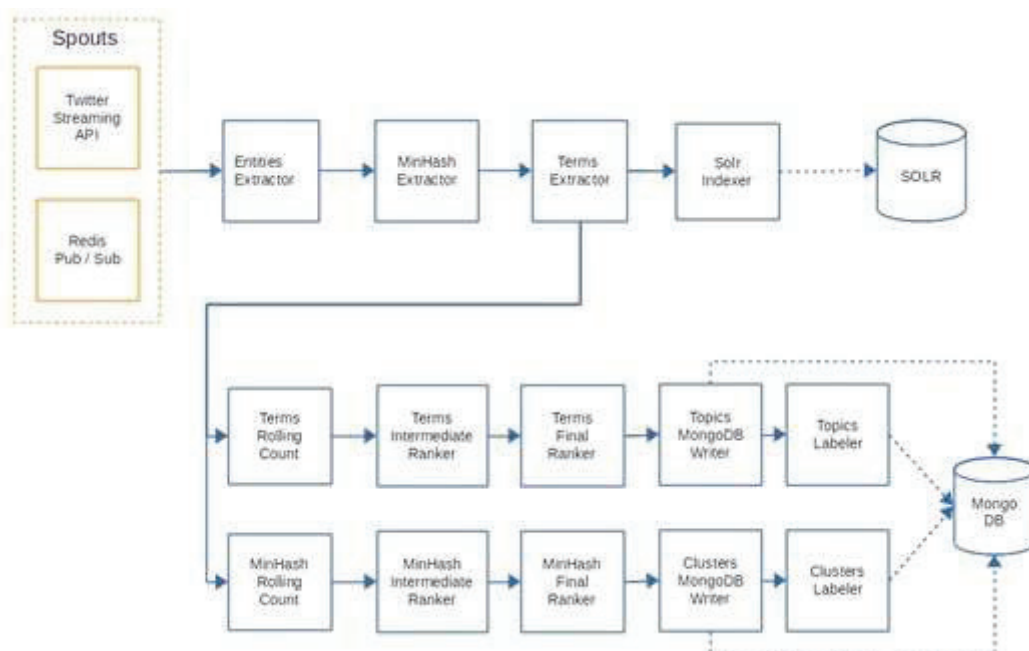 Spouts
Twitter
Streaming
API
Redis
Pub / Sub
Entities
Extractor
MinHash
Extractor
Terms
Extractor
Solr
Indexer
SOLR
Terms
Rolling
Count
Terms
Intermediate
Ranker
Terms
Final
Ranker
Topics
MongoDB
Writer
Topics
Labeler
Mongo
DB
MinHash
Rolling
Count
MinHash
Intermediate
Ranker
MinHash
Final
Ranker
Clusters
MongoDB
Writer
Clusters
Labeler